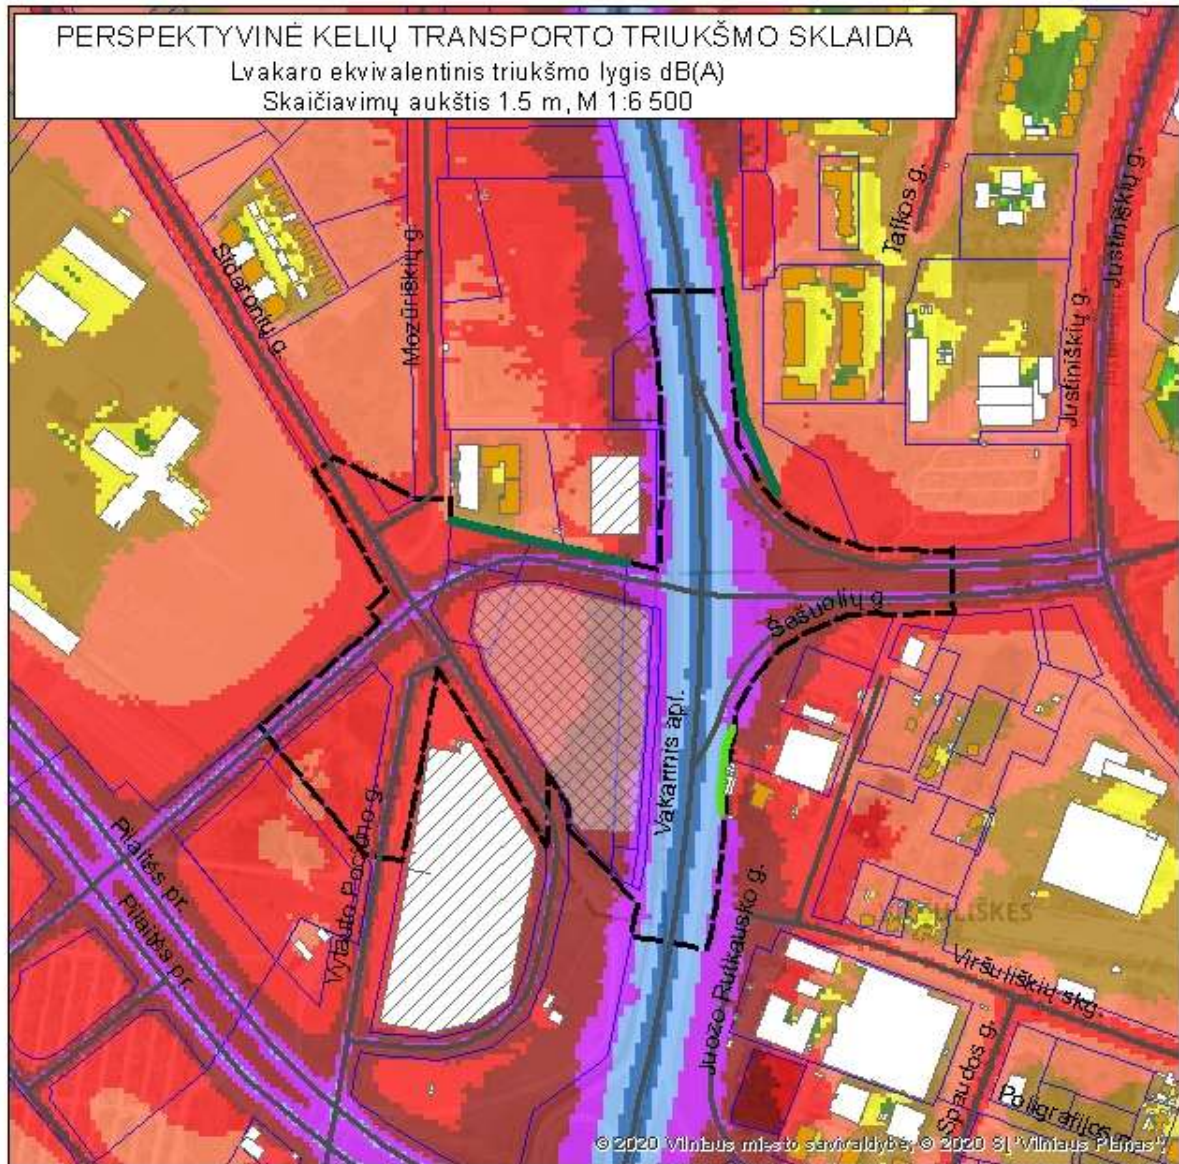 PERSPEKTYVINĖ KELIŲ TRANSPORTO TRIUKŠMO SKLAIDA
Lvakaro ekvivalentinis triukšmo lygis dB(A)
Skaičiavimų aukštis 1.5 m, M 1:6 500
Taikos g.
Justiniškių g.
Justiniškių g.
Mozūriškių g.
Sidaronių g.
Šešuolių g.
Vakarinis apl.
Vytauto Pociūno g.
Pilaitės pr.
Pilaitės pr.
Juozo Rutkausko g.
Viršuliškių skg.
Spaudos g.
Poligrafijos
© 2020 Vilniaus miesto savivaldybė, © 2020 SĮ "Vilniaus Planas";